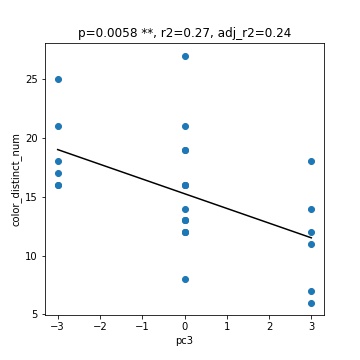 p=0.0058 **, r2=0.27, adj_r2=0.24
color_distinct_num
25
20
15
10
5
−3 −2 −1 0 1 2 3
pc3